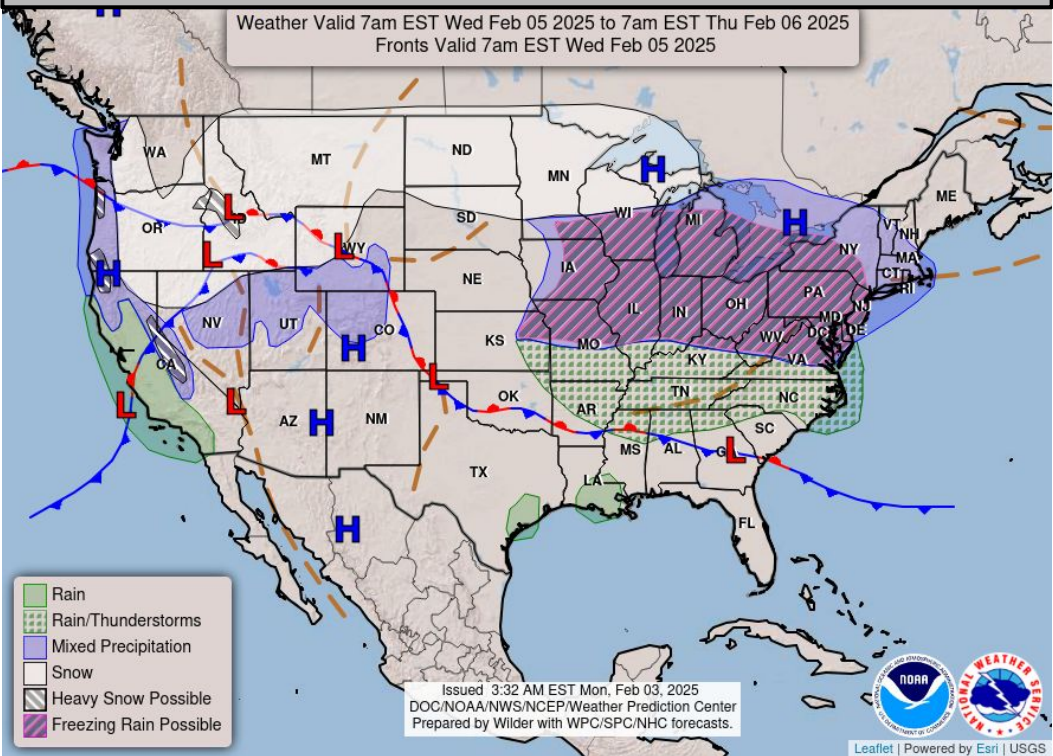 Weather Valid 7am EST Wed Feb 05 2025 to 7am EST Thu Feb 06 2025
Fronts Valid 7am EST Wed Feb 05 2025
H
WA
MT
ND
MN
H
ME
OR
L
SD
WI
MI
H
VT
NH
NY
MA
CT
RI
L
L
WY
H
NE
IA
IL
IN
OH
PA
NJ
MD
DE
DC
WV
VA
NV
UT
CO
H
KS
MO
KY
CA
L
L
L
AZ
H
NM
OK
AR
TN
NC
SC
MS
AL
GA
L
TX
LA
FL
H
Rain
Rain/Thunderstorms
Mixed Precipitation
Snow
Heavy Snow Possible
Freezing Rain Possible
Issued 3:32 AM EST Mon, Feb 03, 2025
DOC/NOAA/NWS/NCEP/Weather Prediction Center
Prepared by Wilder with WPC/SPC/NHC forecasts.
NOAA
NATIONAL WEATHER SERVICE
Leaflet | Powered by Esri | USGS